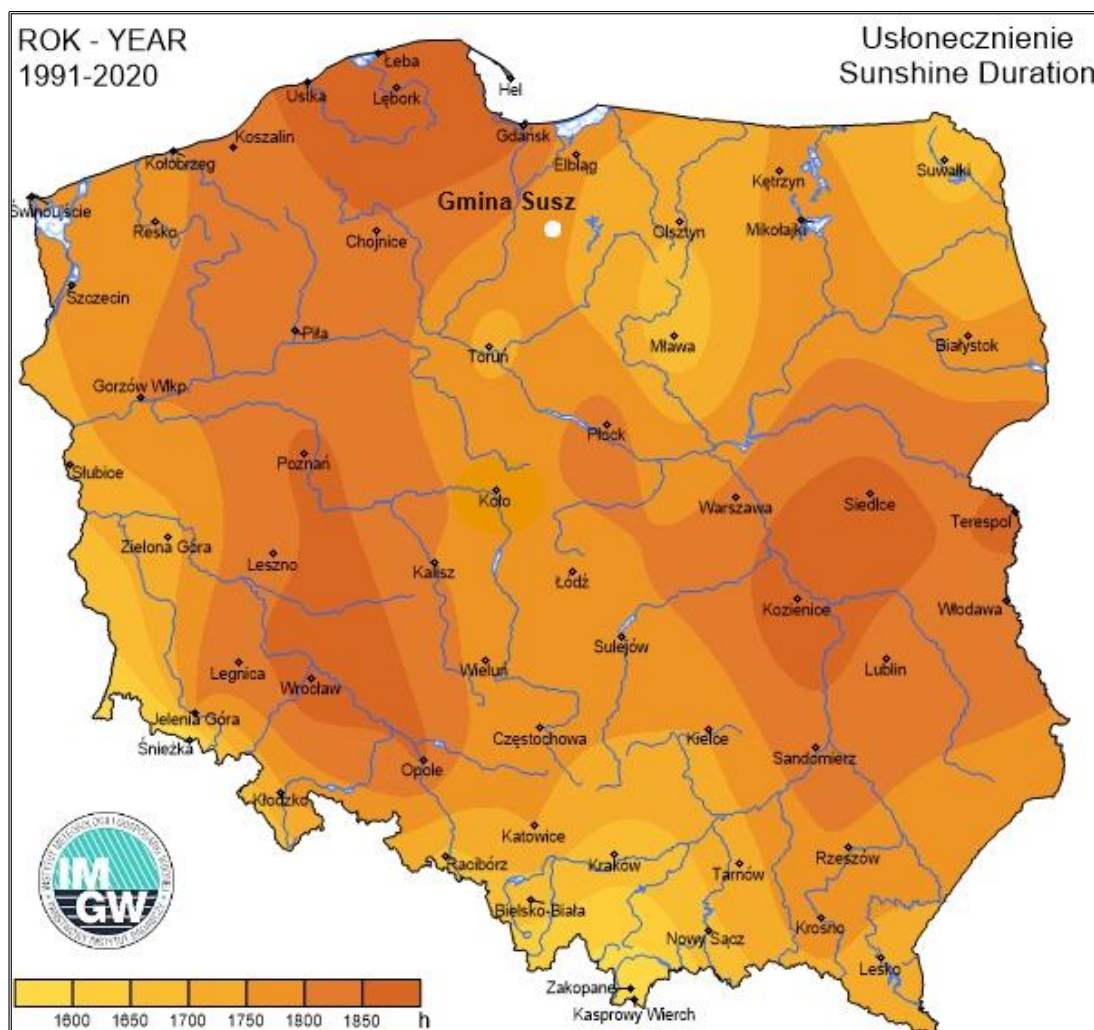 ROK - YEAR
1991-2020
Usłonecznienie
Sunshine Duration
Łeba
Ustka
Lębork
Hel
Gdańsk
Koszalin
Kołobrzeg
Elbląg
Suwałki
Kętrzyn
Świnoujście
Gmina Susz
Resko
Chojnice
Olsztyn
Mikołajki
Szczecin
Piła
Toruń
Mława
Białystok
Gorzów Wlkp.
Płock
Słubice
Poznań
Koło
Warszawa
Siedlce
Terespol
Zielona Góra
Leszno
Kalisz
Łódź
Kozienice
Włodawa
Sulejów
Legnica
Wrocław
Wieluń
Lublin
Jelenia Góra
Śnieżka
Częstochowa
Kielce
Sandomierz
Opole
Kłodzko
Katowice
Racibórz
Kraków
Tarnów
Rzeszów
Bielsko-Biała
Nowy Sącz
Krosno
Lesko
Zakopane
Kasprowy Wierch
IM
GW
1600 1650 1700 1750 1800 1850 h